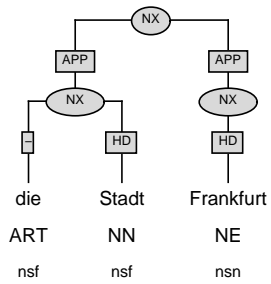 NX
APP APP
NX NX
– HD HD
die Stadt Frankfurt
ART NN NE
nsf nsf nsn